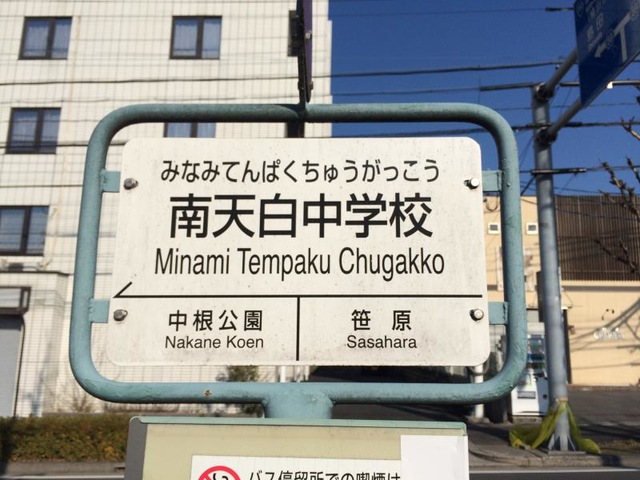 みなみてんぱくちゅうがっこう
南天白中学校
Minami Tempaku Chugakko
中根公園
Nakane Koen
笹原
Sasahara
バス停留所での喫煙は